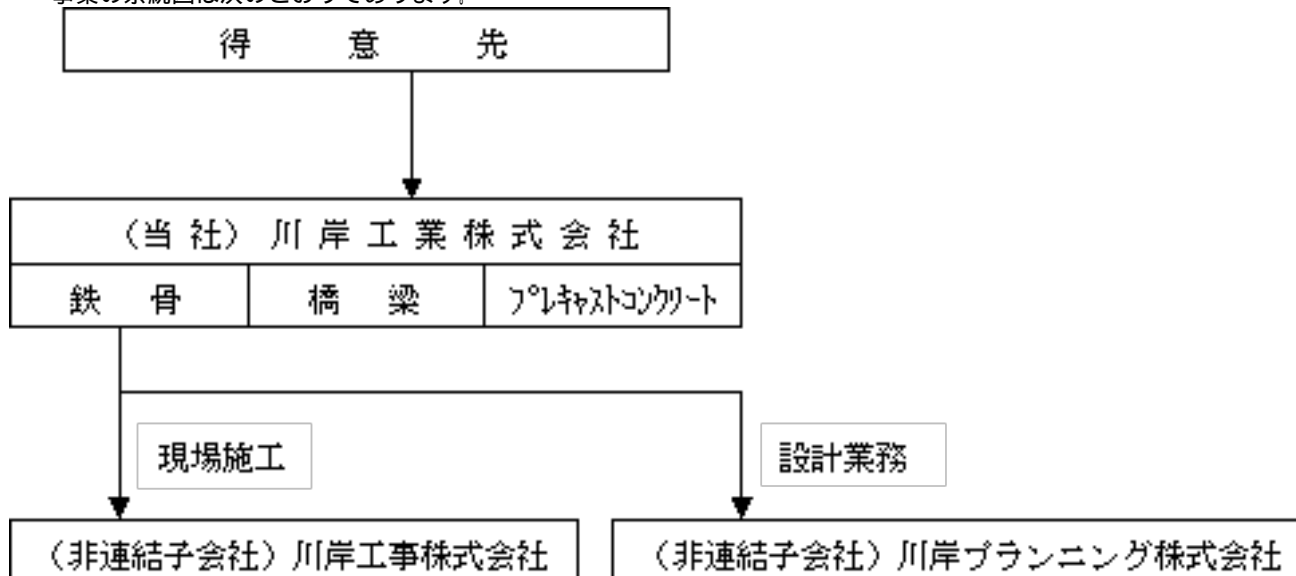 事業の系統図は次のとおりであります。
得意先
(当社)川岸工業株式会社
鉄骨 橋梁 ﾌﾟﾚｷｬｽﾄｺﾝｸﾘｰﾄ
現場施工 設計業務
(非連結子会社)川岸工事株式会社 (非連結子会社)川岸プランニング株式会社